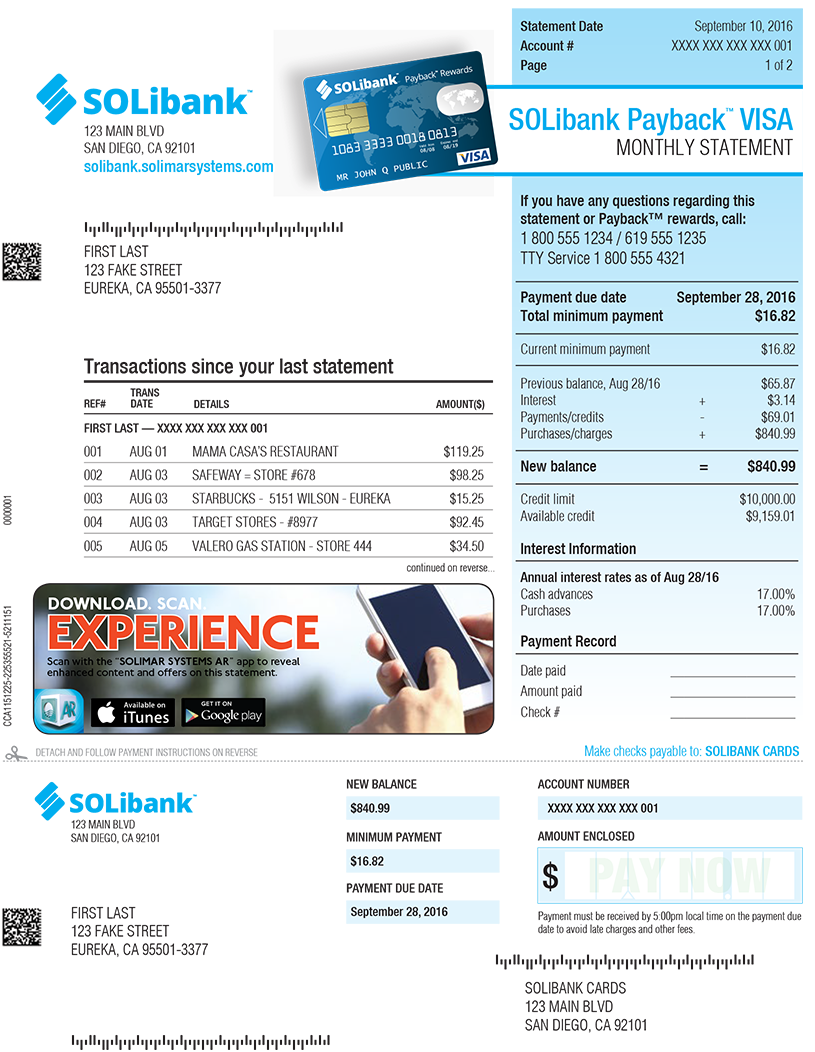 Statement Date September 10, 2016
Account # XXXX XXX XXX XXX 001
Page 1 of 2
SOLibank™
123 MAIN BLVD
SAN DIEGO, CA 92101
solibank.solimarsystems.com
SOLibank™ Payback™ Rewards
1083 3333 0018 0813
08/08 08/19
MR JOHN Q PUBLIC
VISA
SOLibank Payback™ VISA
MONTHLY STATEMENT
If you have any questions regarding this
statement or Payback™ rewards, call:
1 800 555 1234 / 619 555 1235
TTY Service 1 800 555 4321
FIRST LAST
123 FAKE STREET
EUREKA, CA 95501-3377
Payment due date September 28, 2016
Total minimum payment $16.82
Current minimum payment $16.82
Previous balance, Aug 28/16 $65.87
Interest + $3.14
Payments/credits - $69.01
Purchases/charges + $840.99
New balance = $840.99
Credit limit $10,000.00
Available credit $9,159.01
Interest Information
Annual interest rates as of Aug 28/16
Cash advances 17.00%
Purchases 17.00%
Payment Record
Date paid
Amount paid
Check #
Transactions since your last statement
REF# TRANS DATE DETAILS AMOUNT($)
FIRST LAST — XXXX XXX XXX XXX 001
001 AUG 01 MAMA CASA'S RESTAURANT $119.25
002 AUG 03 SAFEWAY = STORE #678 $98.25
003 AUG 03 STARBUCKS - 5151 WILSON - EUREKA $15.25
004 AUG 03 TARGET STORES - #8977 $92.45
005 AUG 05 VALERO GAS STATION - STORE 444 $34.50
continued on reverse...
0000001
CCA1151225-225355521-5211151
DOWNLOAD. SCAN.
EXPERIENCE
Scan with the "SOLIMAR SYSTEMS AR" app to reveal
enhanced content and offers on this statement.
AR
Available on
iTunes
GET IT ON
Google play
DETACH AND FOLLOW PAYMENT INSTRUCTIONS ON REVERSE
Make checks payable to: SOLIBANK CARDS
SOLibank™
123 MAIN BLVD
SAN DIEGO, CA 92101
NEW BALANCE
$840.99
MINIMUM PAYMENT
$16.82
PAYMENT DUE DATE
September 28, 2016
ACCOUNT NUMBER
XXXX XXX XXX XXX 001
AMOUNT ENCLOSED
$ PAY NOW
Payment must be received by 5:00pm local time on the payment due
date to avoid late charges and other fees.
FIRST LAST
123 FAKE STREET
EUREKA, CA 95501-3377
SOLIBANK CARDS
123 MAIN BLVD
SAN DIEGO, CA 92101